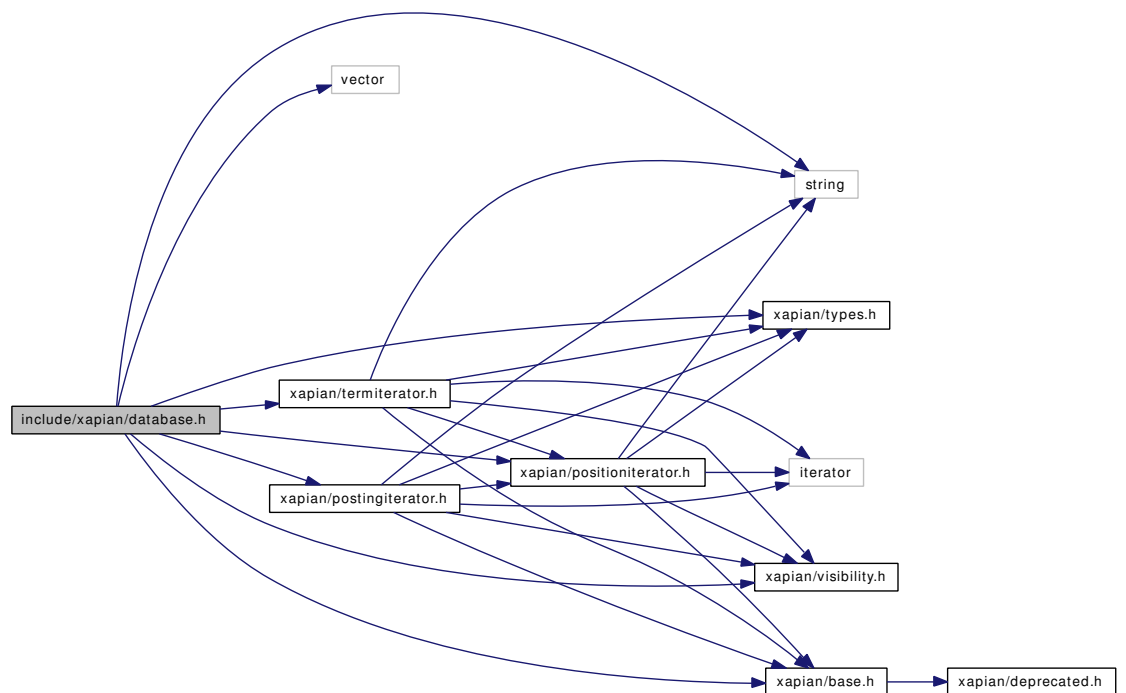 vector
string
xapian/types.h
xapian/termiterator.h
include/xapian/database.h
xapian/positioniterator.h
iterator
xapian/postingiterator.h
xapian/visibility.h
xapian/base.h
xapian/deprecated.h